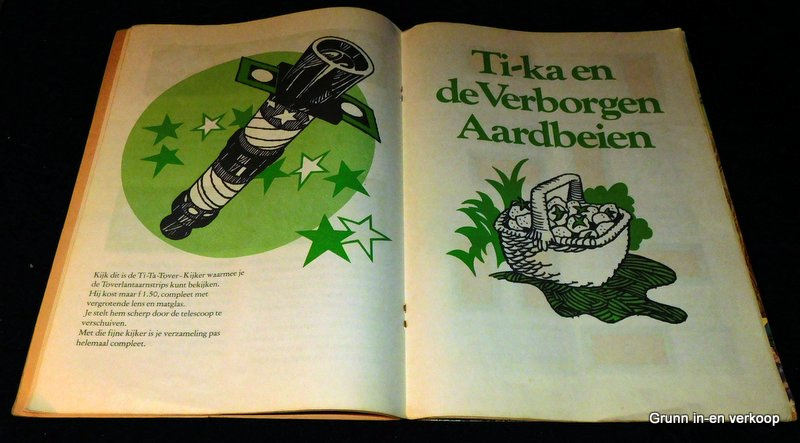 Kijk dit is de Ti-Ta-Tover-Kijker waarmee je
de Toverlantaarnstrips kunt bekijken.
Hij kost maar f 1.50, compleet met
vergrotende lens en matglas.
Je stelt hem scherp door de telescoop te
verschuiven.
Met die fijne kijker is je verzameling pas
helemaal compleet.
Ti-ka en
de Verborgen
Aardbeien
Grunn in-en verkoop